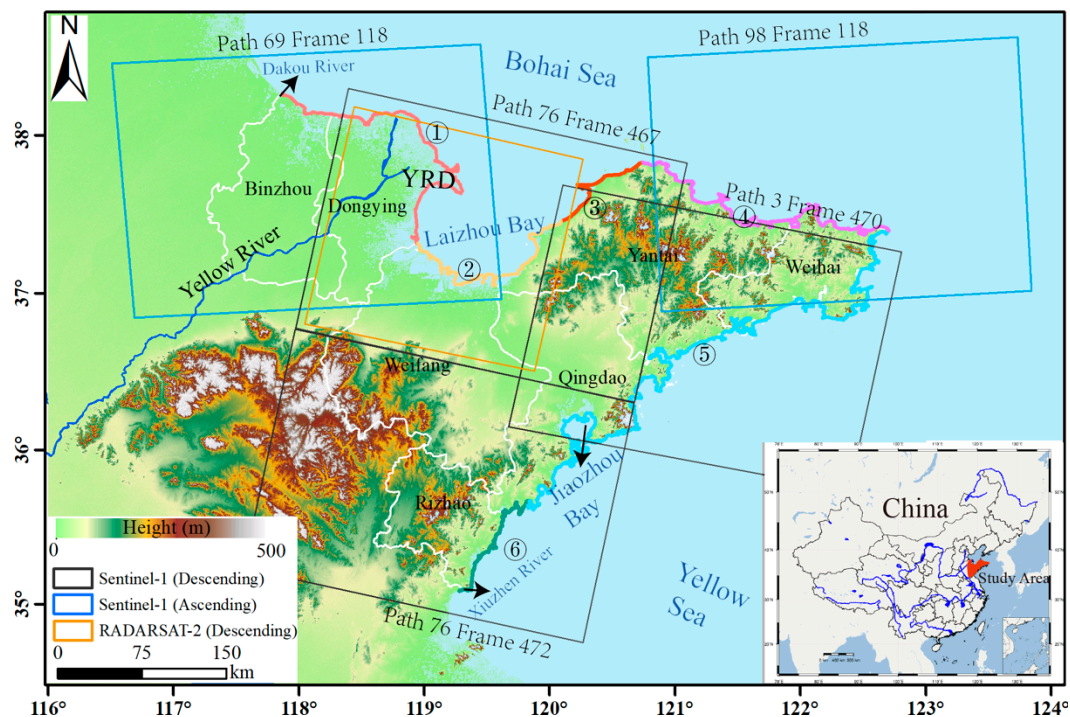 N
Path 69 Frame 118
Path 98 Frame 118
Dakou River
Bohai Sea
Path 76 Frame 467
38°
①
Binzhou
YRD
Dongying
③
Path 3 Frame 470
④
Laizhou Bay
Yellow River
②
Yantai
Weihai
37°
⑤
Weifang
Qingdao
36°
Jiaozhou
Bay
Rizhao
⑥
Xiuzhen River
Yellow
Sea
35°
Path 76 Frame 472
Height (m)
0 500
Sentinel-1 (Descending)
Sentinel-1 (Ascending)
RADARSAT-2 (Descending)
0 75 150
km
China
Study Area
116° 117° 118° 119° 120° 121° 122° 123° 124°